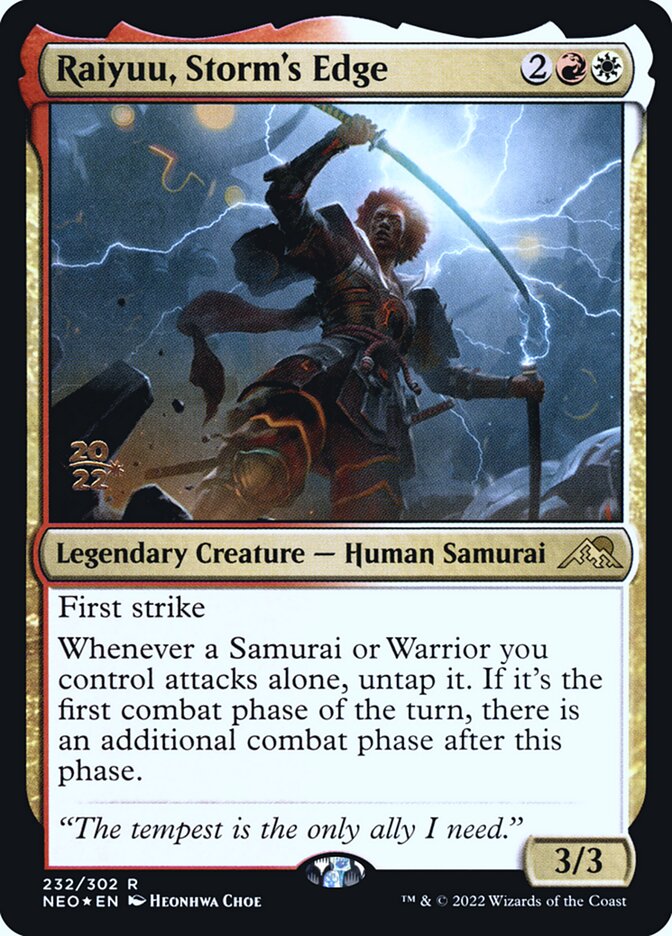 Raiyuu, Storm's Edge
2
20
22
Legendary Creature — Human Samurai
First strike
Whenever a Samurai or Warrior you
control attacks alone, untap it. If it's the
first combat phase of the turn, there is
an additional combat phase after this
phase.
“The tempest is the only ally I need.”
3/3
232/302 R
NEO★EN Heonhwa Choe
™ & © 2022 Wizards of the Coast